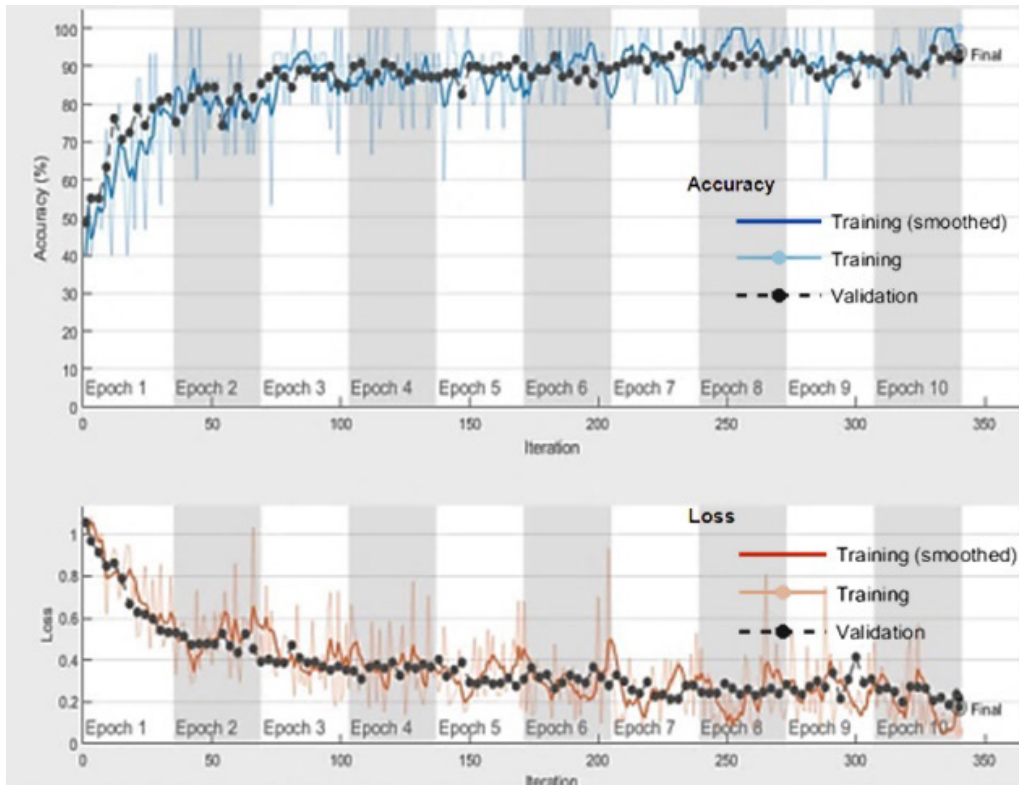 100
90
80
70
60
50
40
30
20
10
0
Accuracy (%)
Final
Accuracy
Training (smoothed)
Training
Validation
Epoch 1 Epoch 2 Epoch 3 Epoch 4 Epoch 5 Epoch 6 Epoch 7 Epoch 8 Epoch 9 Epoch 10
0 50 100 150 200 250 300 350
Iteration
1
0.8
0.6
0.4
0.2
0
Loss
Loss
Training (smoothed)
Training
Validation
Final
Epoch 1 Epoch 2 Epoch 3 Epoch 4 Epoch 5 Epoch 6 Epoch 7 Epoch 8 Epoch 9 Epoch 10
0 50 100 150 200 250 300 350
Iteration